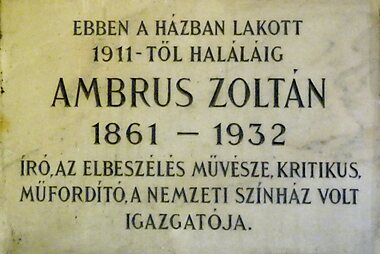 EBBEN A HÁZBAN LAKOTT
1911-TŐL HALÁLÁIG
AMBRUS ZOLTÁN
1861 – 1932
ÍRÓ, AZ ELBESZÉLÉS MŰVÉSZE, KRITIKUS,
MŰFORDÍTÓ, A NEMZETI SZÍNHÁZ VOLT
IGAZGATÓJA.